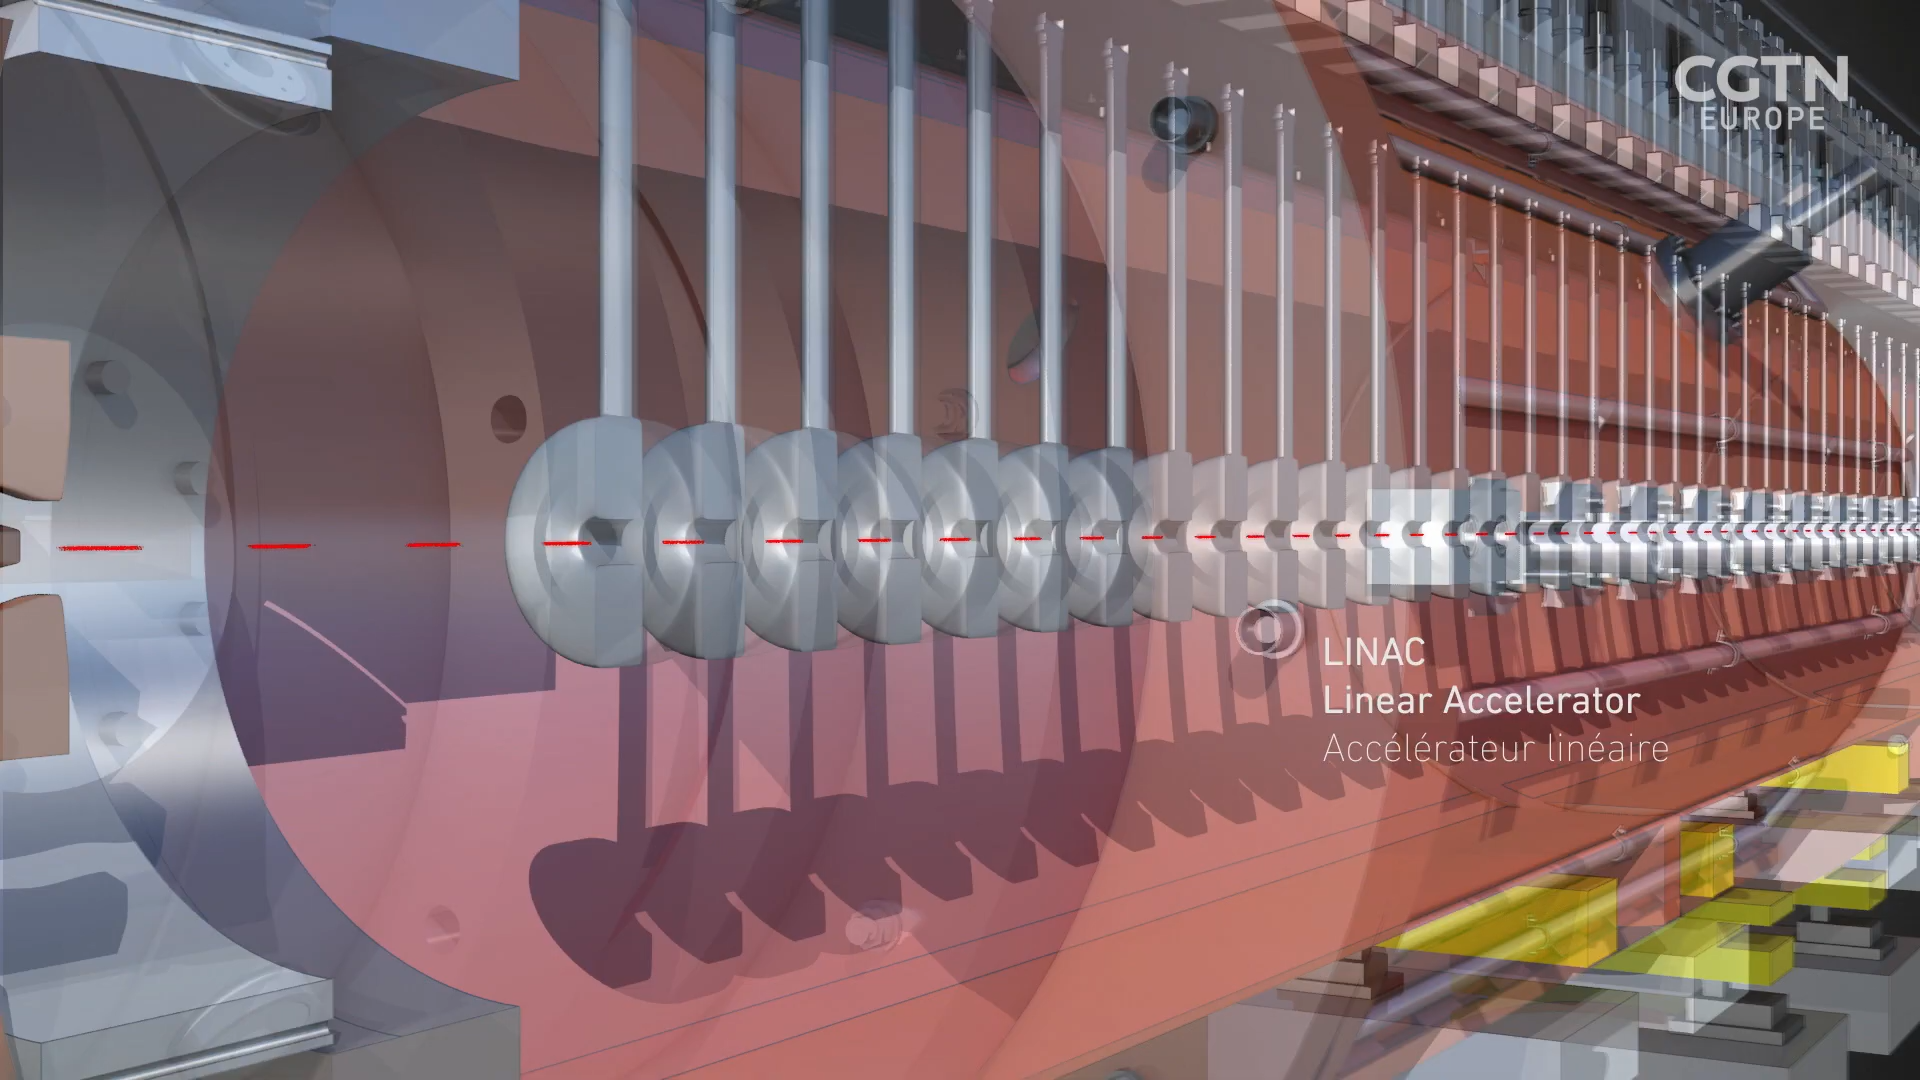 CGTN
EUROPE
LINAC
Linear Accelerator
Accélérateur linéaire